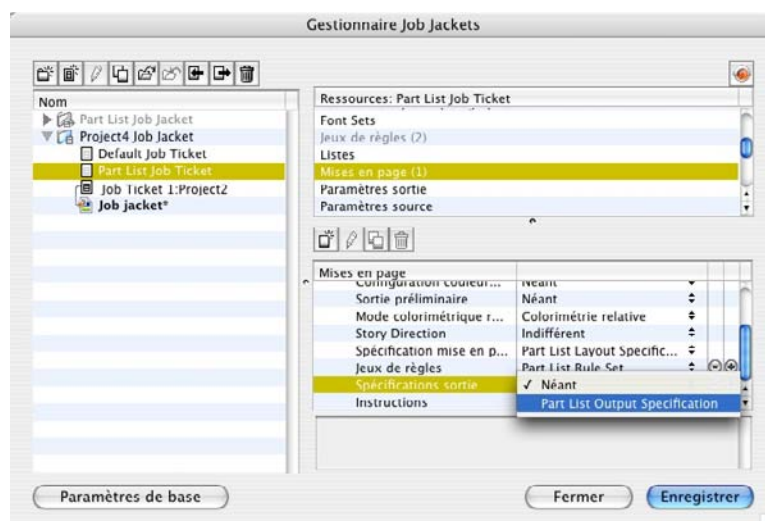 Gestionnaire Job Jackets
Nom
Part List Job Jacket
Project4 Job Jacket
Default Job Ticket
Part List Job Ticket
Job Ticket 1:Project2
Job jacket*
Ressources: Part List Job Ticket
Font Sets
Jeux de règles (2)
Listes
Mises en page (1)
Paramètres sortie
Paramètres source
Mises en page
Configuration couleur... Néant
Sortie préliminaire Néant
Mode colorimétrique r... Colorimétrie relative
Story Direction Indifférent
Spécification mise en p... Part List Layout Specific...
Jeux de règles Part List Rule Set
Spécifications sortie ✓ Néant
Instructions Part List Output Specification
Paramètres de base Fermer Enregistrer